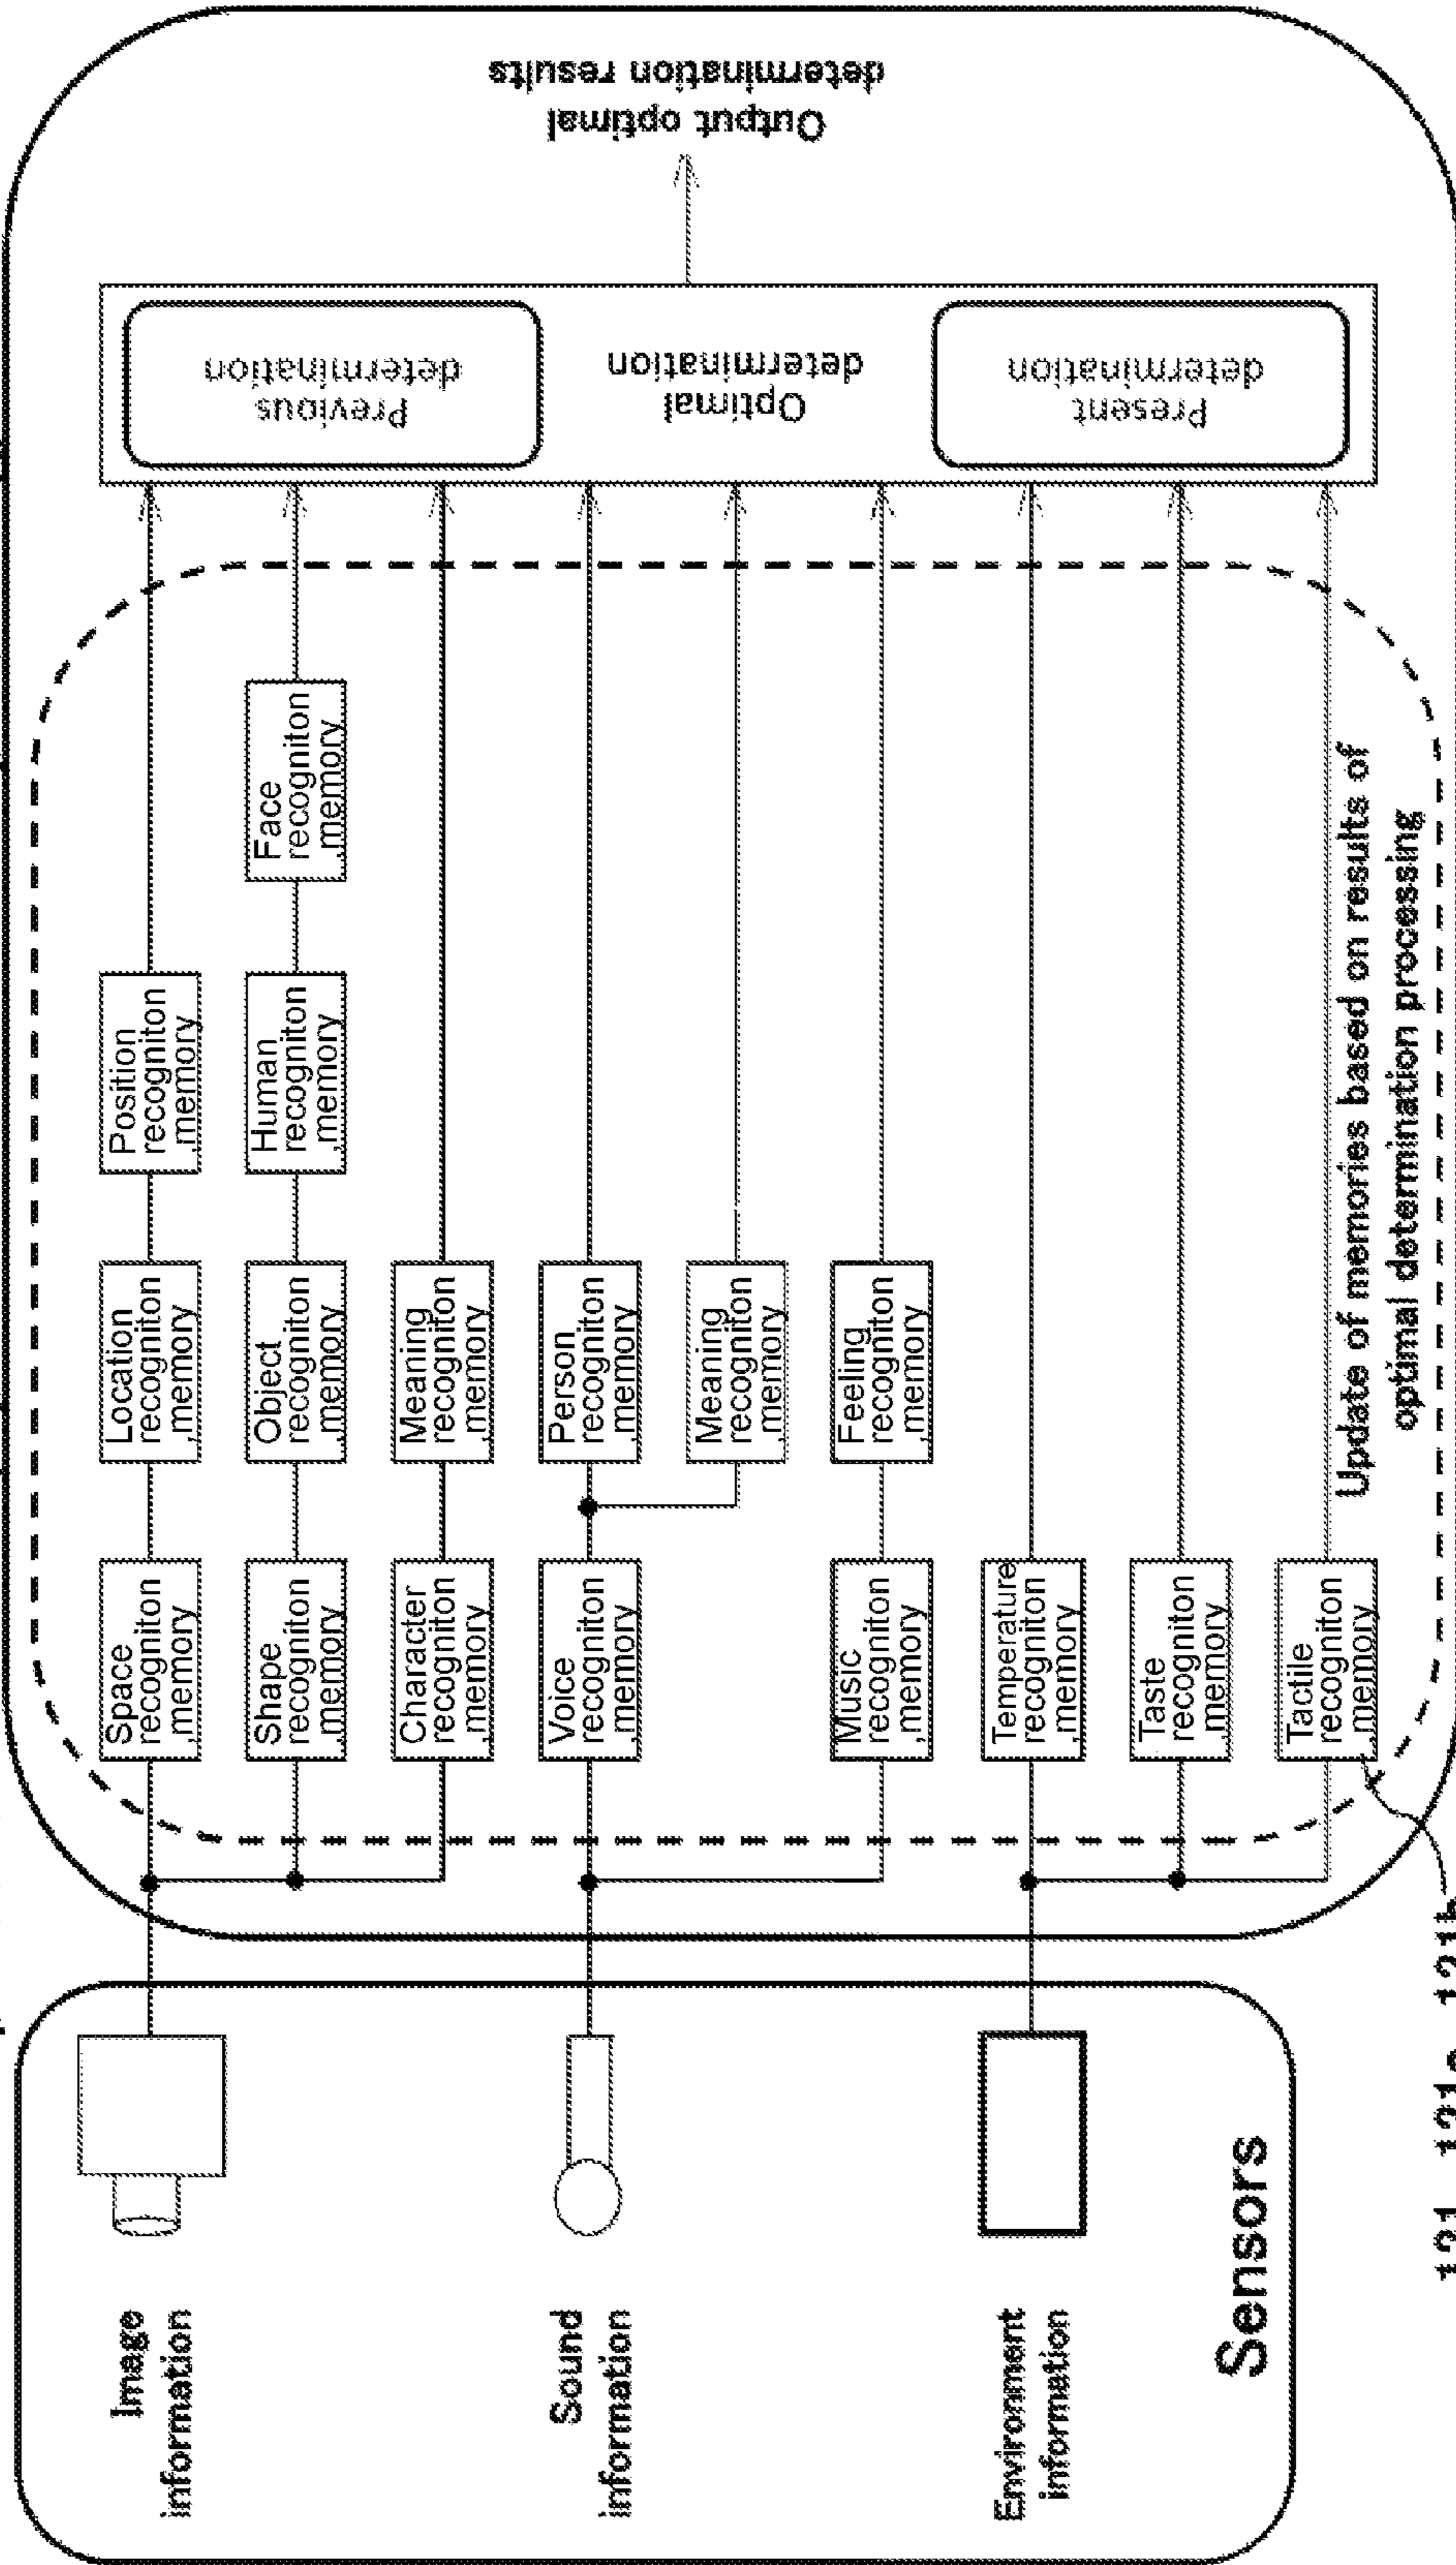 Image
information
Sound
information
Environment
information
Sensors
Space
recogniton
,memory
Location
recogniton
,memory
Position
recogniton
,memory
Shape
recogniton
,memory
Object
recogniton
,memory
Human
recogniton
,memory
Face
recogniton
,memory
Character
recogniton
,memory
Meaning
recogniton
,memory
Voice
recogniton
,memory
Person
recogniton
,memory
Meaning
recogniton
,memory
Music
recogniton
,memory
Feeling
recogniton
,memory
Temperature
recogniton
,memory
Taste
recogniton
,memory
Tactile
recogniton
,memory
Update of memories based on results of
optimal determination processing
Previous
determination
Optimal
determination
Present
determination
Output optimal
determination results